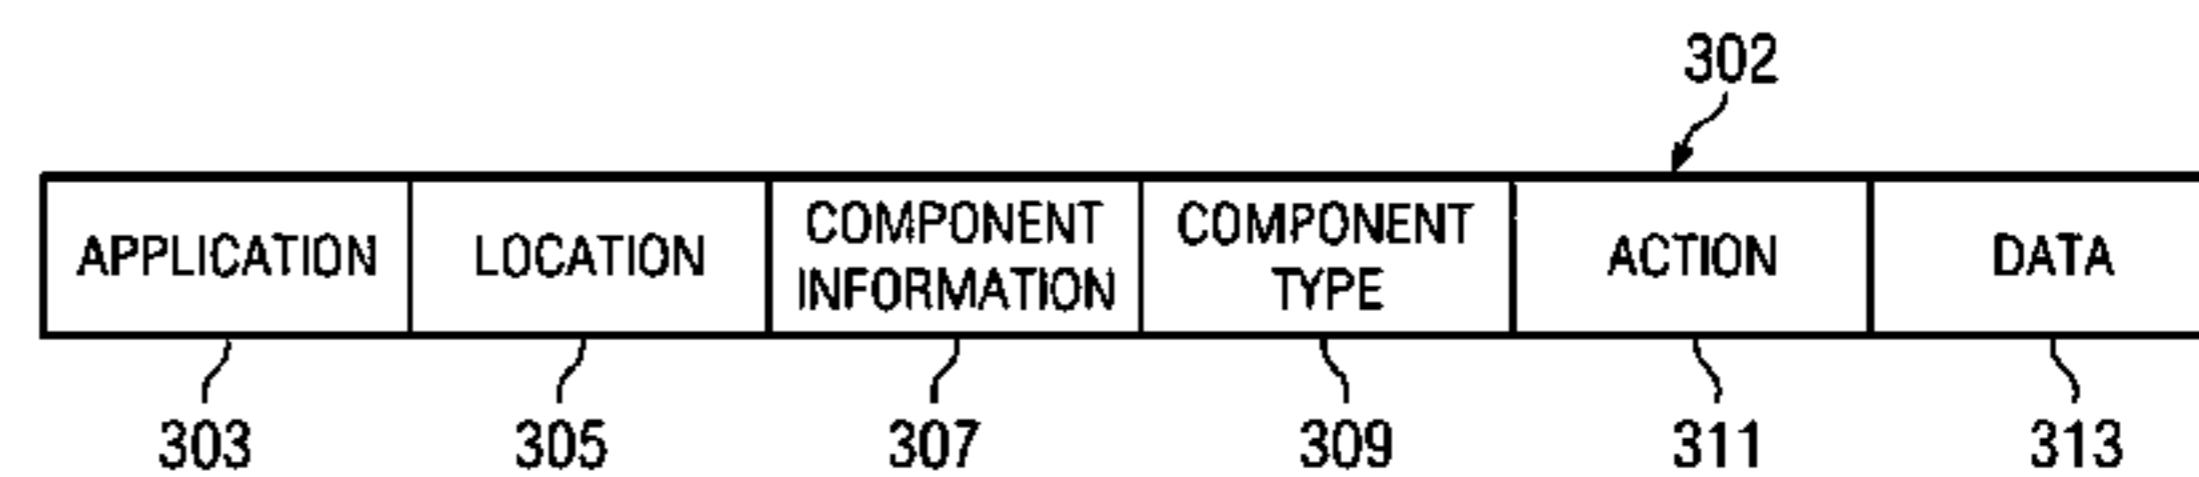 302
APPLICATION
LOCATION
COMPONENT
INFORMATION
COMPONENT
TYPE
ACTION
DATA
303
305
307
309
311
313